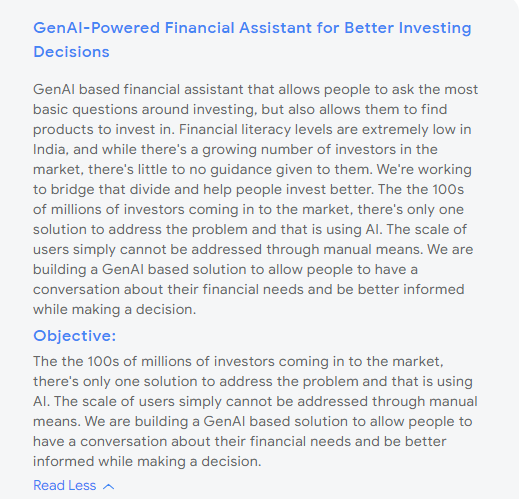 GenAI-Powered Financial Assistant for Better Investing
Decisions
GenAI based financial assistant that allows people to ask the most
basic questions around investing, but also allows them to find
products to invest in. Financial literacy levels are extremely low in
India, and while there's a growing number of investors in the
market, there's little to no guidance given to them. We're working
to bridge that divide and help people invest better. The the 100s
of millions of investors coming in to the market, there's only one
solution to address the problem and that is using AI. The scale of
users simply cannot be addressed through manual means. We are
building a GenAI based solution to allow people to have a
conversation about their financial needs and be better informed
while making a decision.
Objective:
The the 100s of millions of investors coming in to the market,
there's only one solution to address the problem and that is using
AI. The scale of users simply cannot be addressed through manual
means. We are building a GenAI based solution to allow people to
have a conversation about their financial needs and be better
informed while making a decision.
Read Less